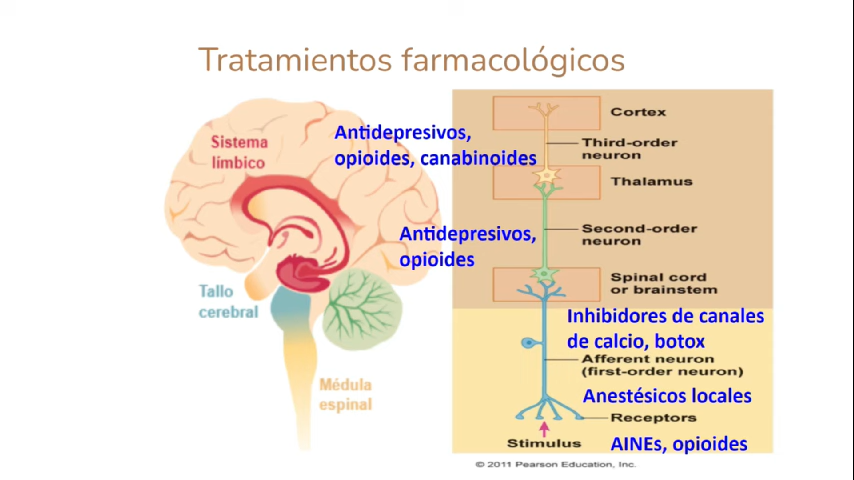 Tratamientos farmacológicos
Sistema
límbico
Antidepresivos,
opioides, canabinoides
Antidepresivos,
opioides
Tallo
cerebral
Médula
espinal
Cortex
Third-order
neuron
Thalamus
Second-order
neuron
Spinal cord
or brainstem
Inhibidores de canales
de calcio, botox
Afferent neuron
(first-order neuron)
Anestésicos locales
Receptors
Stimulus
AINEs, opioides
© 2011 Pearson Education, Inc.